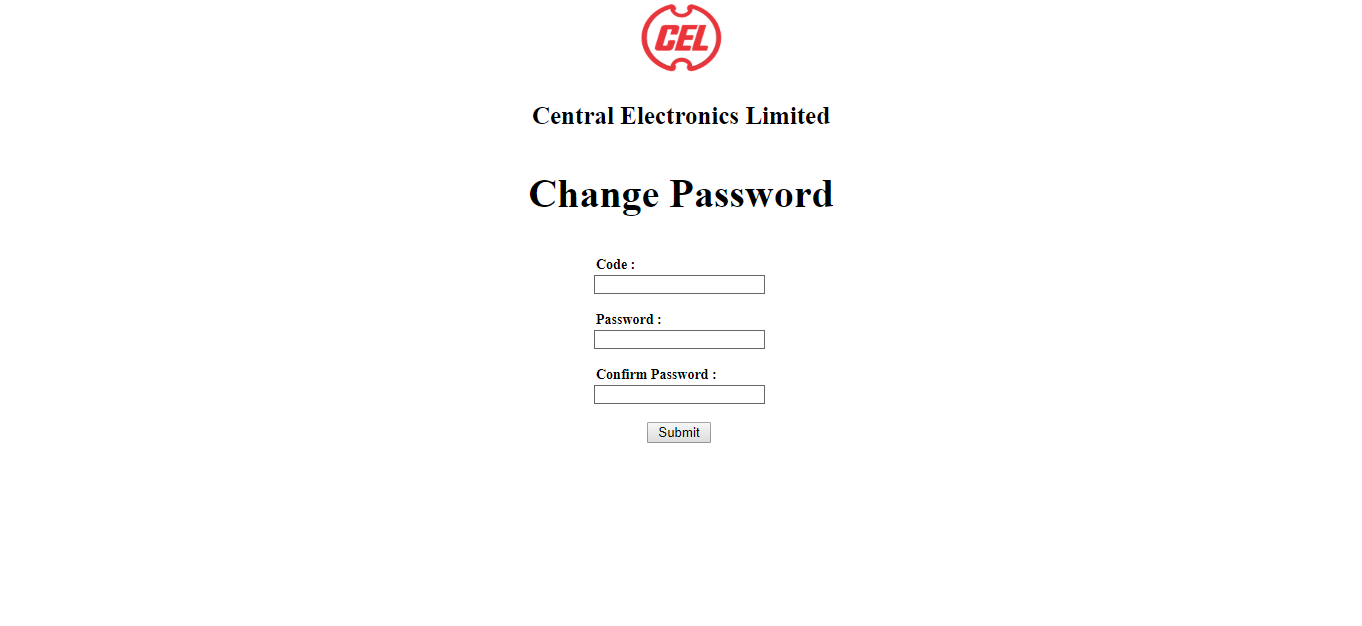 CEL
Central Electronics Limited
Change Password
Code :
Password :
Confirm Password :
Submit